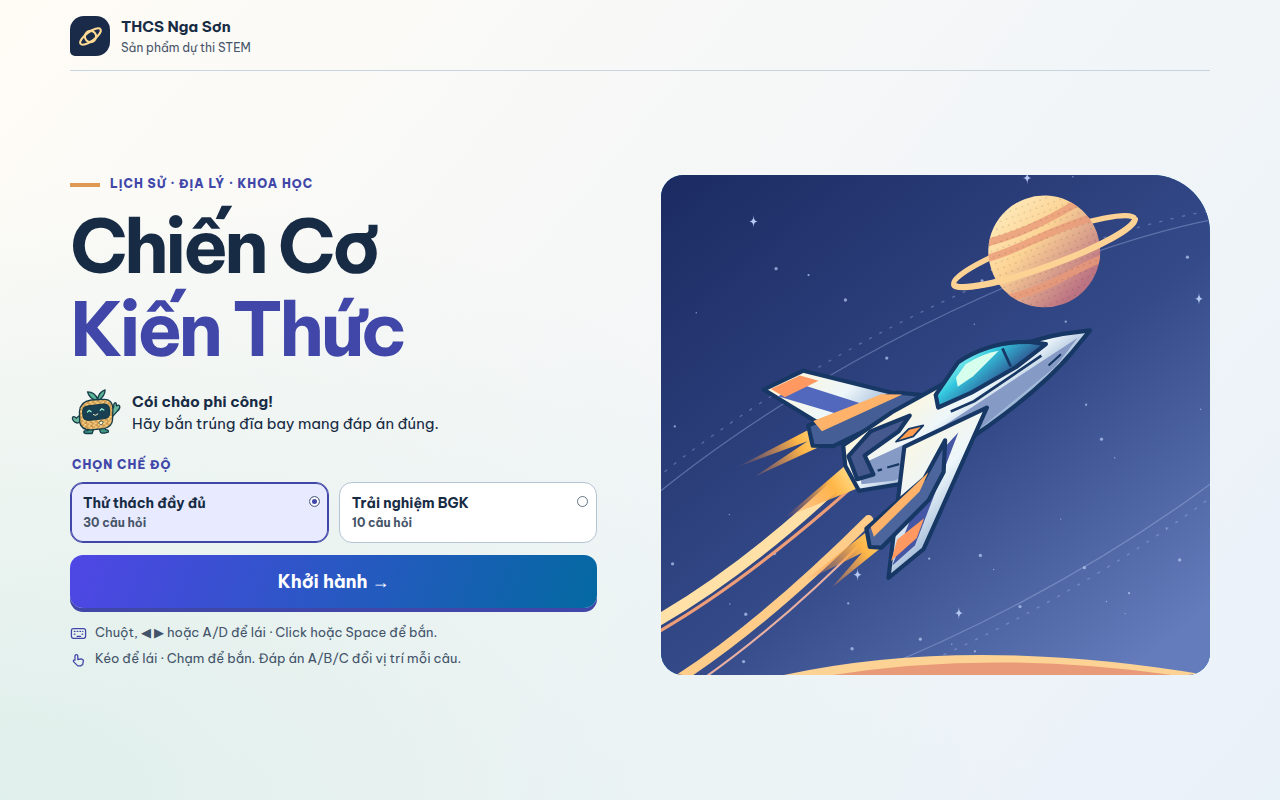 THCS Nga Sơn
Sản phẩm dự thi STEM
LỊCH SỬ · ĐỊA LÝ · KHOA HỌC
Chiến Cơ
Kiến Thức
Cói chào phi công!
Hãy bắn trúng đĩa bay mang đáp án đúng.
CHỌN CHẾ ĐỘ
Thử thách đầy đủ
30 câu hỏi
Trải nghiệm BGK
10 câu hỏi
Khởi hành →
Chuột, ◀ ▶ hoặc A/D để lái · Click hoặc Space để bắn.
Kéo để lái · Chạm để bắn. Đáp án A/B/C đổi vị trí mỗi câu.